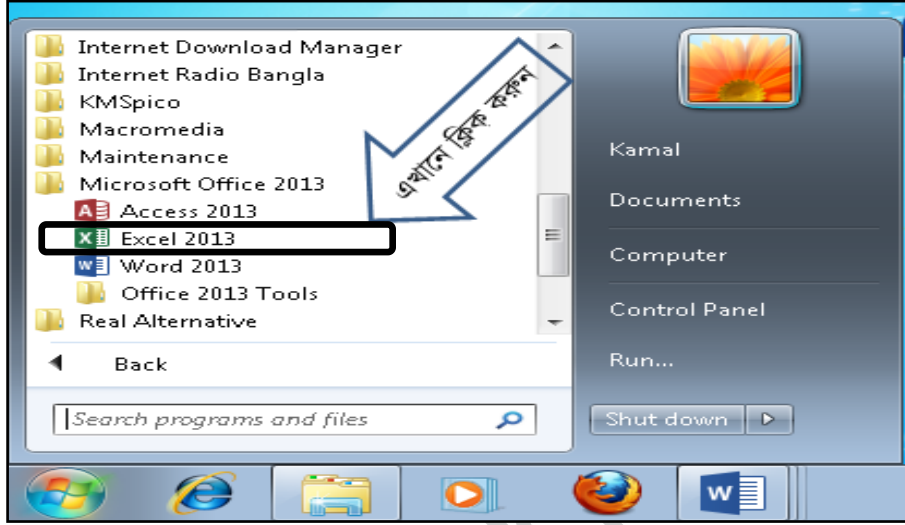 Internet Download Manager
Internet Radio Bangla
KMSpico
Macromedia
Maintenance
Microsoft Office 2013
Access 2013
Excel 2013
Word 2013
Office 2013 Tools
Real Alternative
Back
Search programs and files
এখানে ক্লিক করুন
Kamal
Documents
Computer
Control Panel
Run...
Shut down